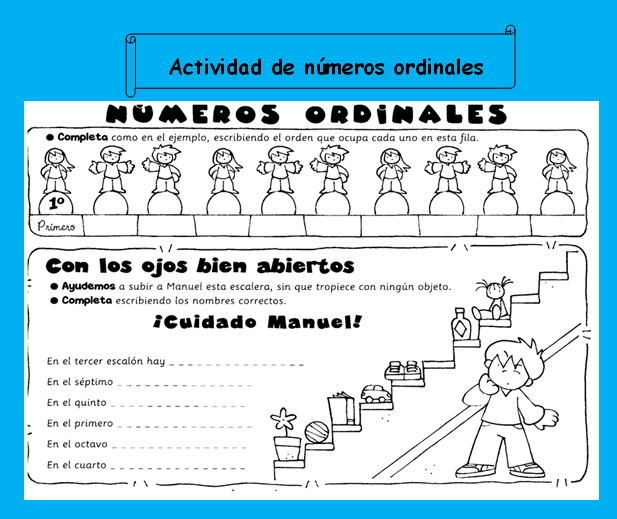 Actividad de números ordinales
NÚMEROS ORDINALES
● Completa como en el ejemplo, escribiendo el orden que ocupa cada uno en esta fila.
1º
Primero
Con los ojos bien abiertos
● Ayudemos a subir a Manuel esta escalera, sin que tropiece con ningún objeto.
● Completa escribiendo los nombres correctos.
¡Cuidado Manuel!
En el tercer escalón hay _ _ _ _ _ _ _ _ _ _ _ _ _ _ _
En el séptimo _ _ _ _ _ _ _ _ _ _ _ _ _ _ _
En el quinto _ _ _ _ _ _ _ _ _ _ _ _ _ _ _
En el primero _ _ _ _ _ _ _ _ _ _ _ _ _ _ _
En el octavo _ _ _ _ _ _ _ _ _ _ _ _ _ _ _
En el cuarto _ _ _ _ _ _ _ _ _ _ _ _ _ _ _